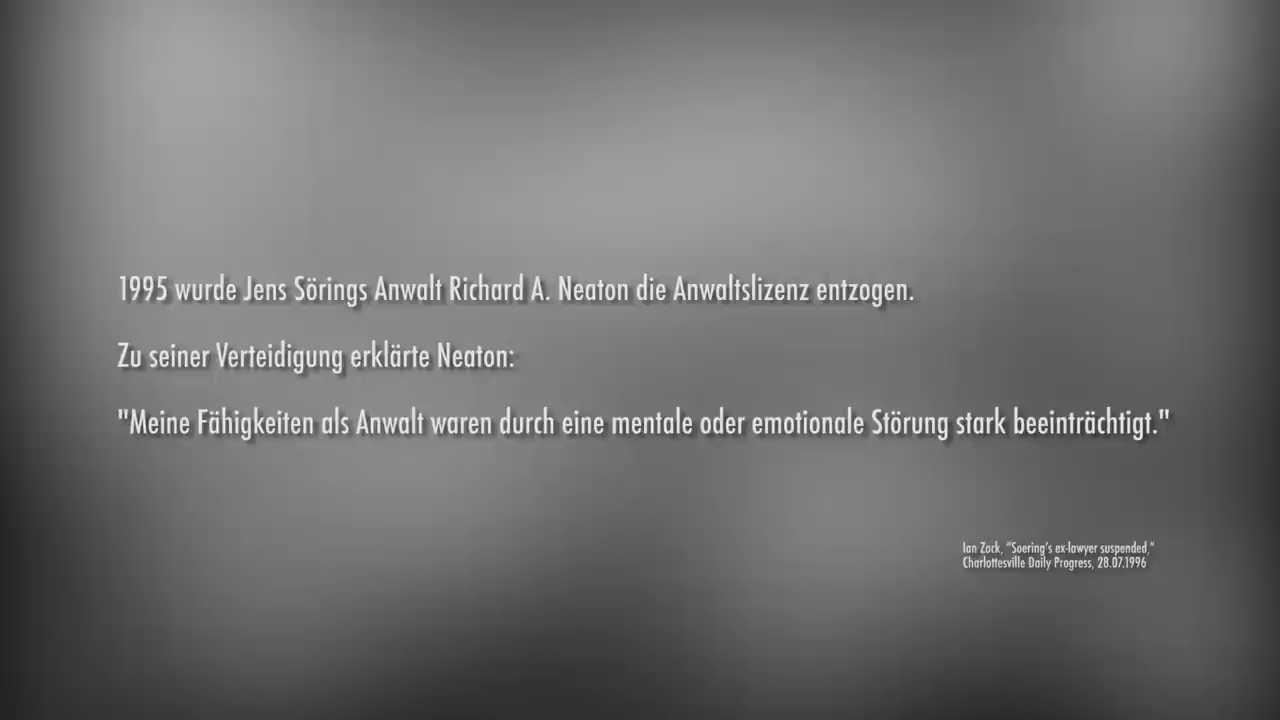 1995 wurde Jens Sörings Anwalt Richard A. Neaton die Anwaltslizenz entzogen.
Zu seiner Verteidigung erklärte Neaton:
"Meine Fähigkeiten als Anwalt waren durch eine mentale oder emotionale Störung stark beeinträchtigt."
Ian Zack, "Soering's ex-lawyer suspended,"
Charlottesville Daily Progress, 28.07.1996